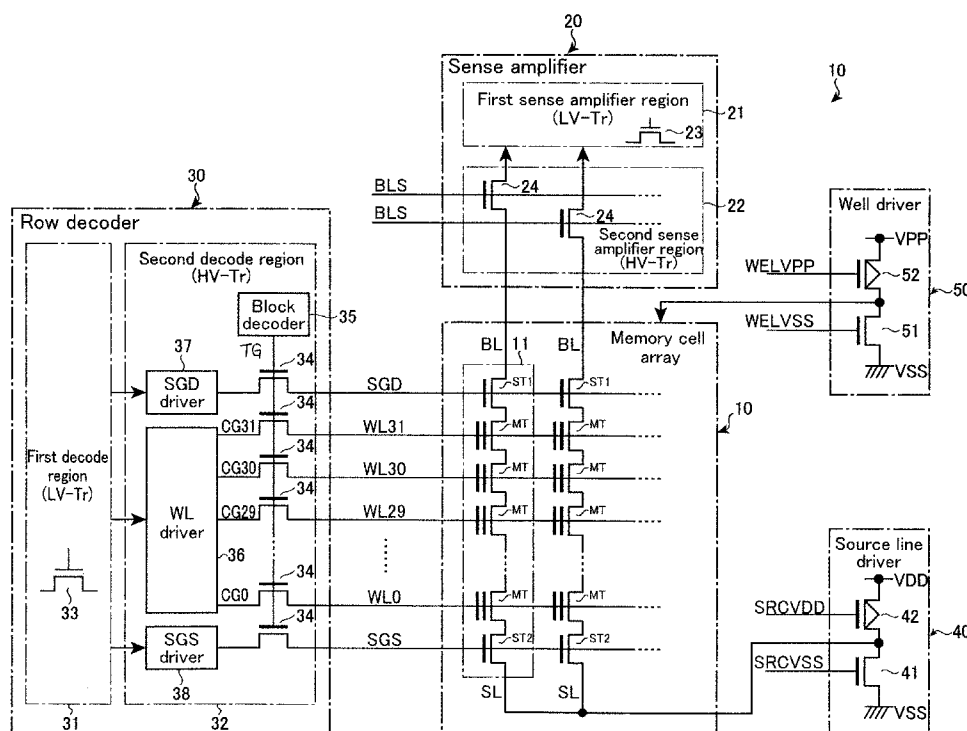 20
Sense amplifier
10
First sense amplifier region
(LV-Tr)
23
21
30
BLS
24
BLS
24
22
Second sense
amplifier region
(HV-Tr)
Row decoder
Second decode region
(HV-Tr)
Block
decoder
35
TG
Well driver
VPP
WELVPP
52
50
WELVSS
51
VSS
37
34
SGD
driver
SGD
34
BL
11
BL
Memory cell
array
ST1
ST1
CG31
WL31
MT
MT
10
34
CG30
WL30
MT
MT
34
First decode
region
(LV-Tr)
WL
driver
CG29
WL29
MT
MT
36
33
34
CG0
WL0
MT
MT
34
SGS
driver
SGS
ST2
ST2
38
SL
SL
31
32
Source line
driver
VDD
SRCVDD
42
40
SRCVSS
41
VSS